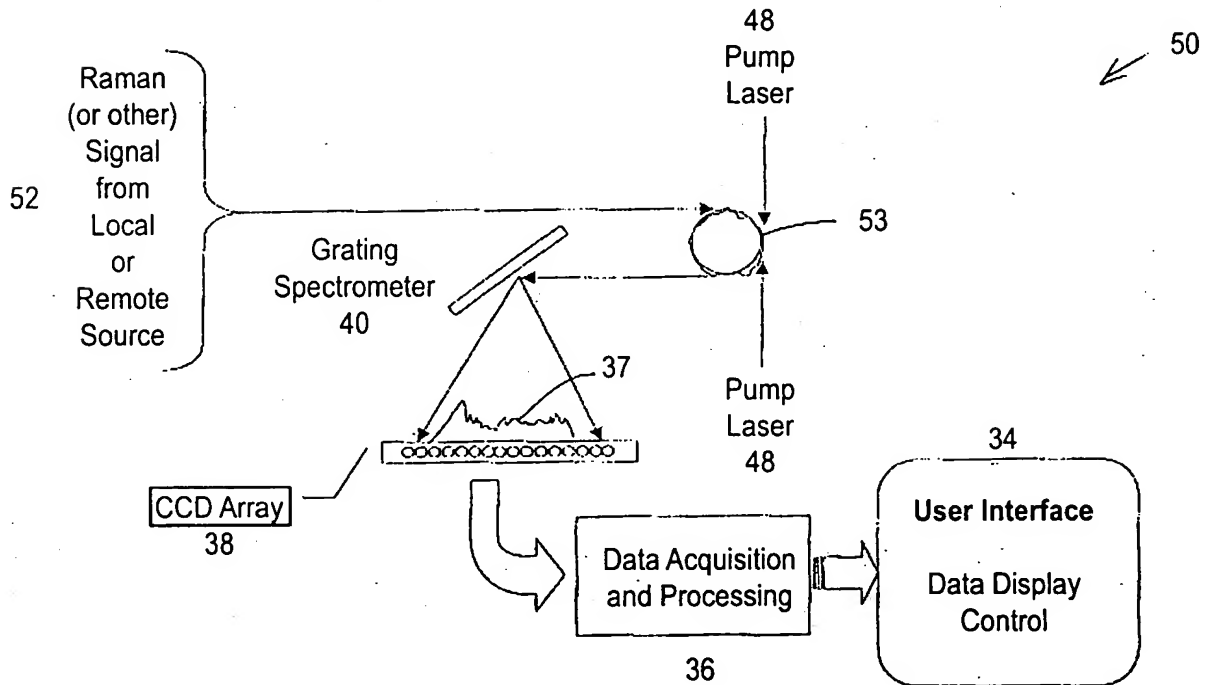 48
Pump
Laser
50
52
Raman
(or other)
Signal
from
Local
or
Remote
Source
53
Grating
Spectrometer
40
37
Pump
Laser
48
CCD Array
38
Data Acquisition
and Processing
36
34
User Interface
Data Display
Control